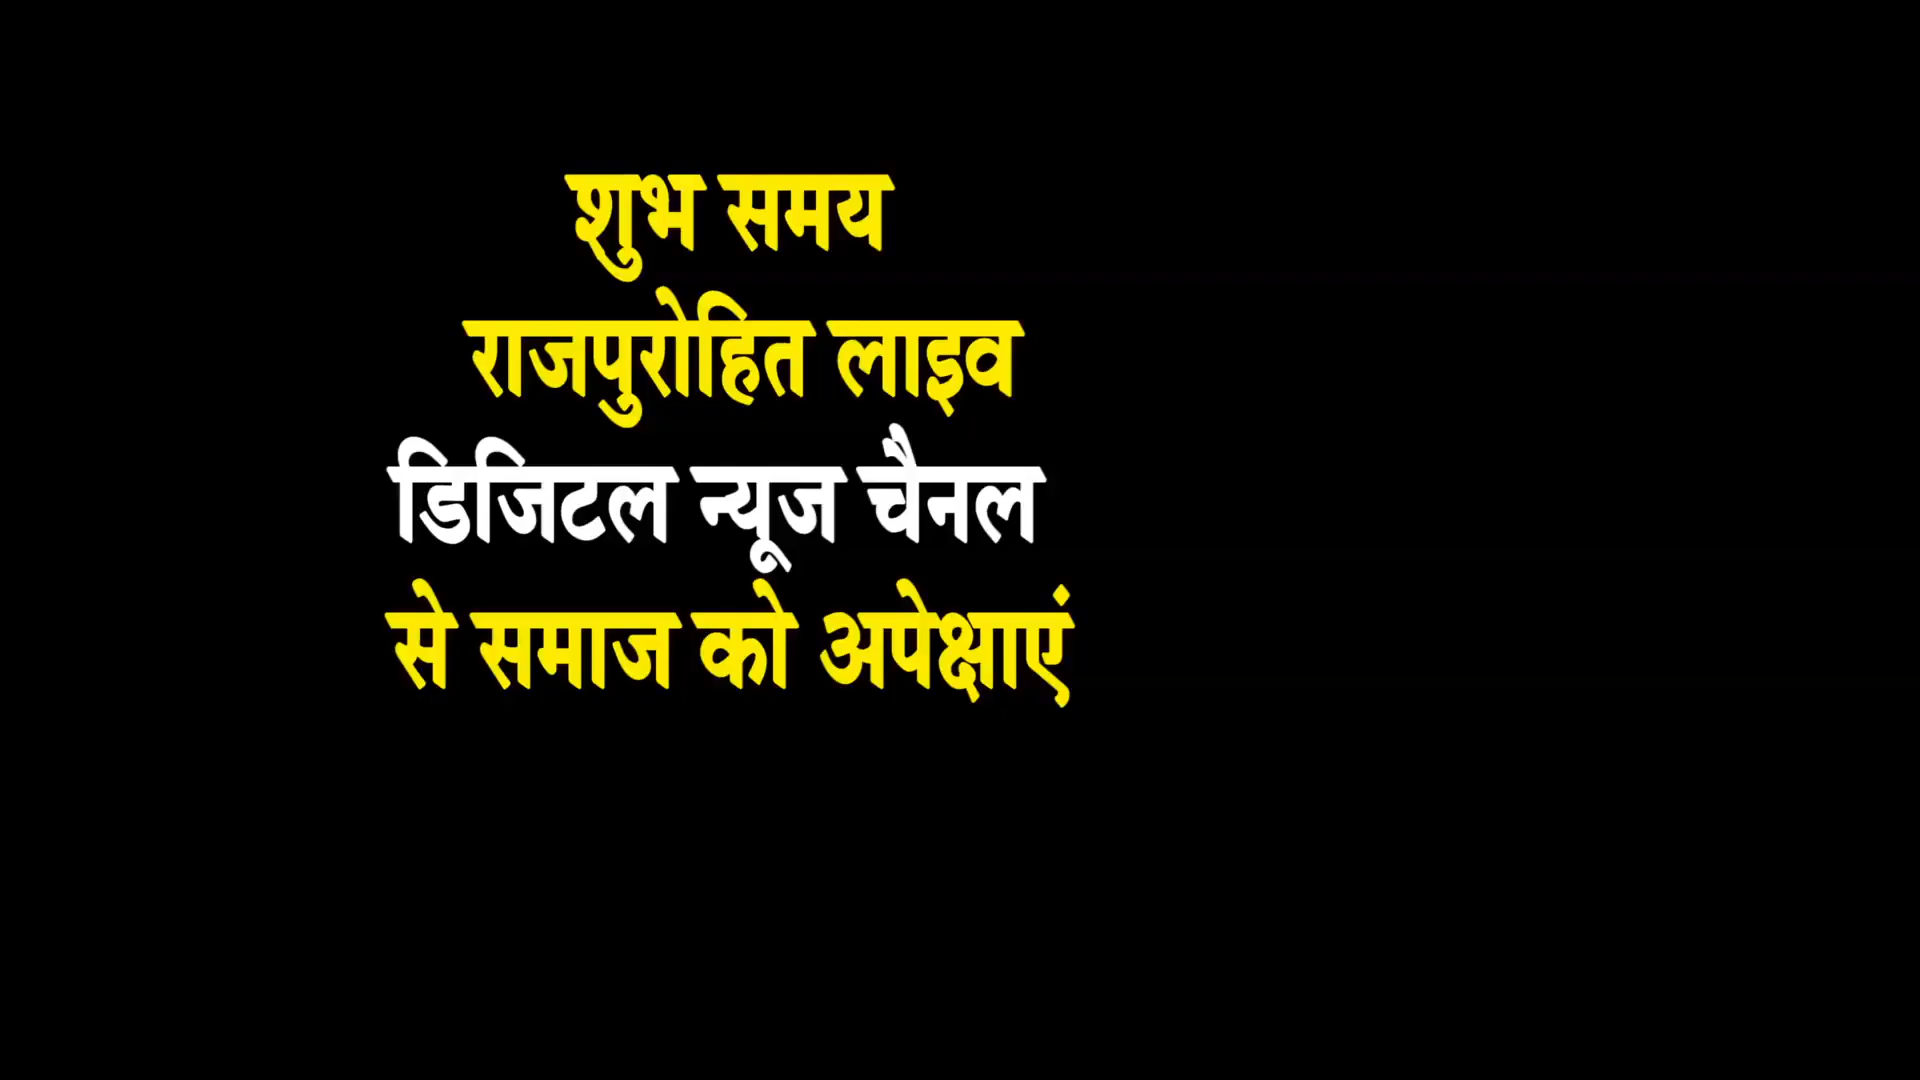 शुभ समय
राजपुरोहित लाइव
डिजिटल न्यूज चैनल
से समाज को अपेक्षाएं